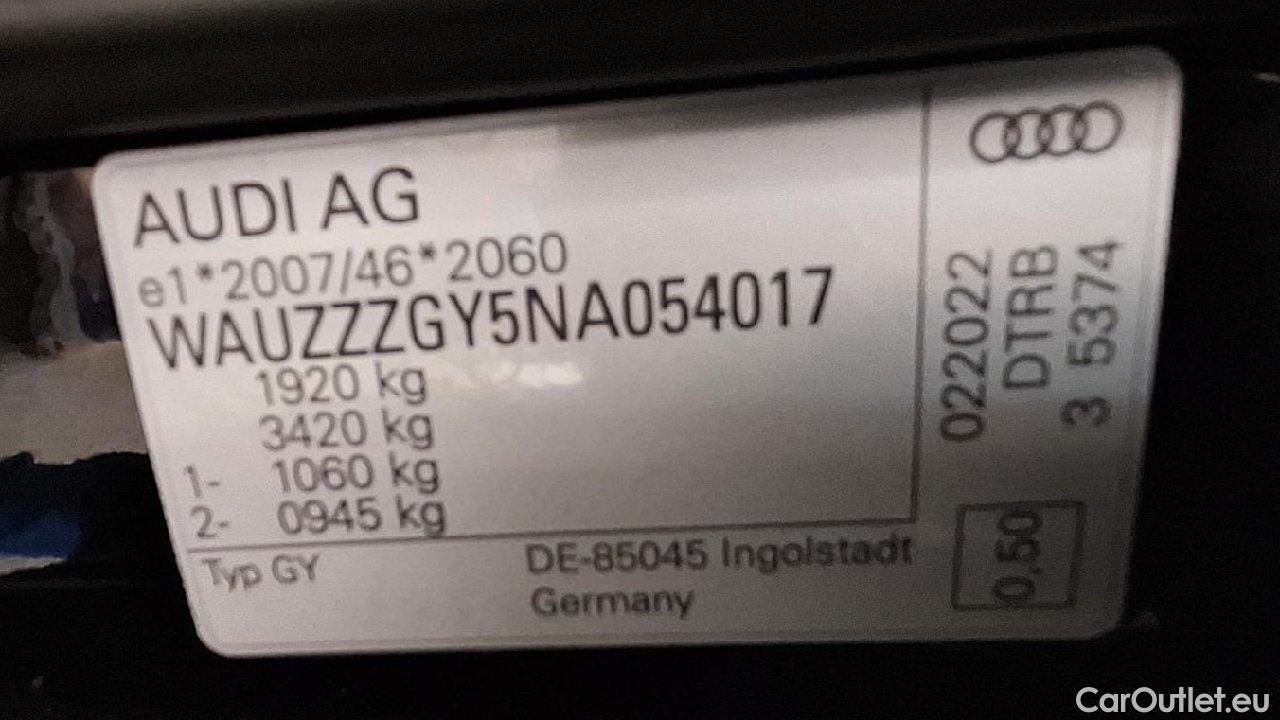 AUDI AG
e1*2007/46*2060
WAUZZZGY5NA054017
1920 kg
3420 kg
1- 1060 kg
2- 0945 kg
Typ GY
DE-85045 Ingolstadt
Germany
022022
DTRB
3 5374
0,50
CarOutlet.eu